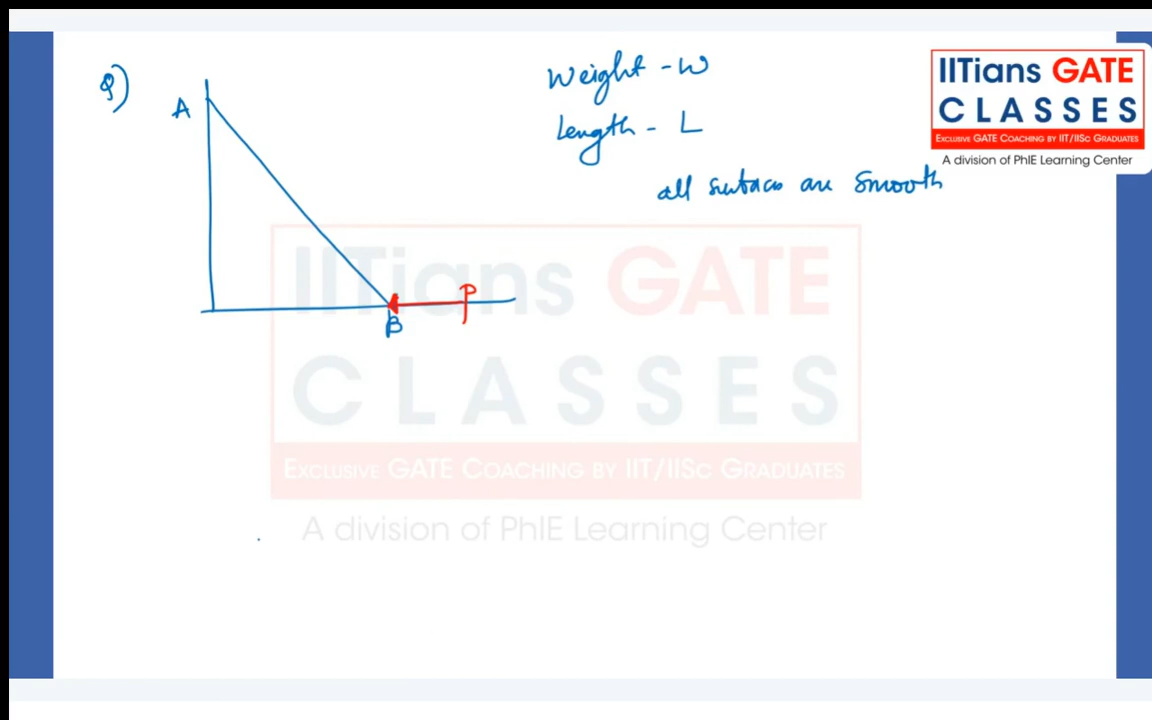 Q)
Weight - W
IITians GATE
CLASSES
EXCLUSIVE GATE COACHING BY IIT/IISC GRADUATES
A division of PhIE Learning Center
A
Length - L
all surfaces are smooth
P
B
IITians GATE
CLASSES
EXCLUSIVE GATE COACHING BY IIT/IISC GRADUATES
A division of PhIE Learning Center